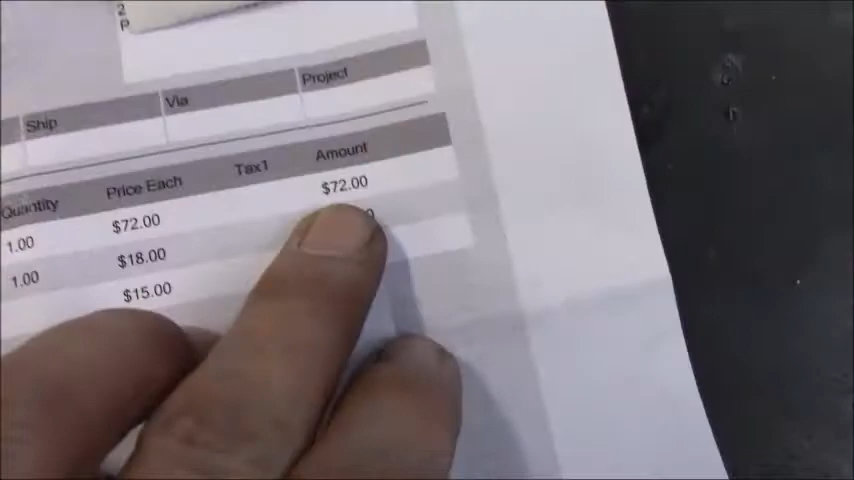 2
P
Ship Via Project
Quantity Price Each Tax1 Amount
1.00 $72.00 $72.00
1.00 $18.00
$15.00